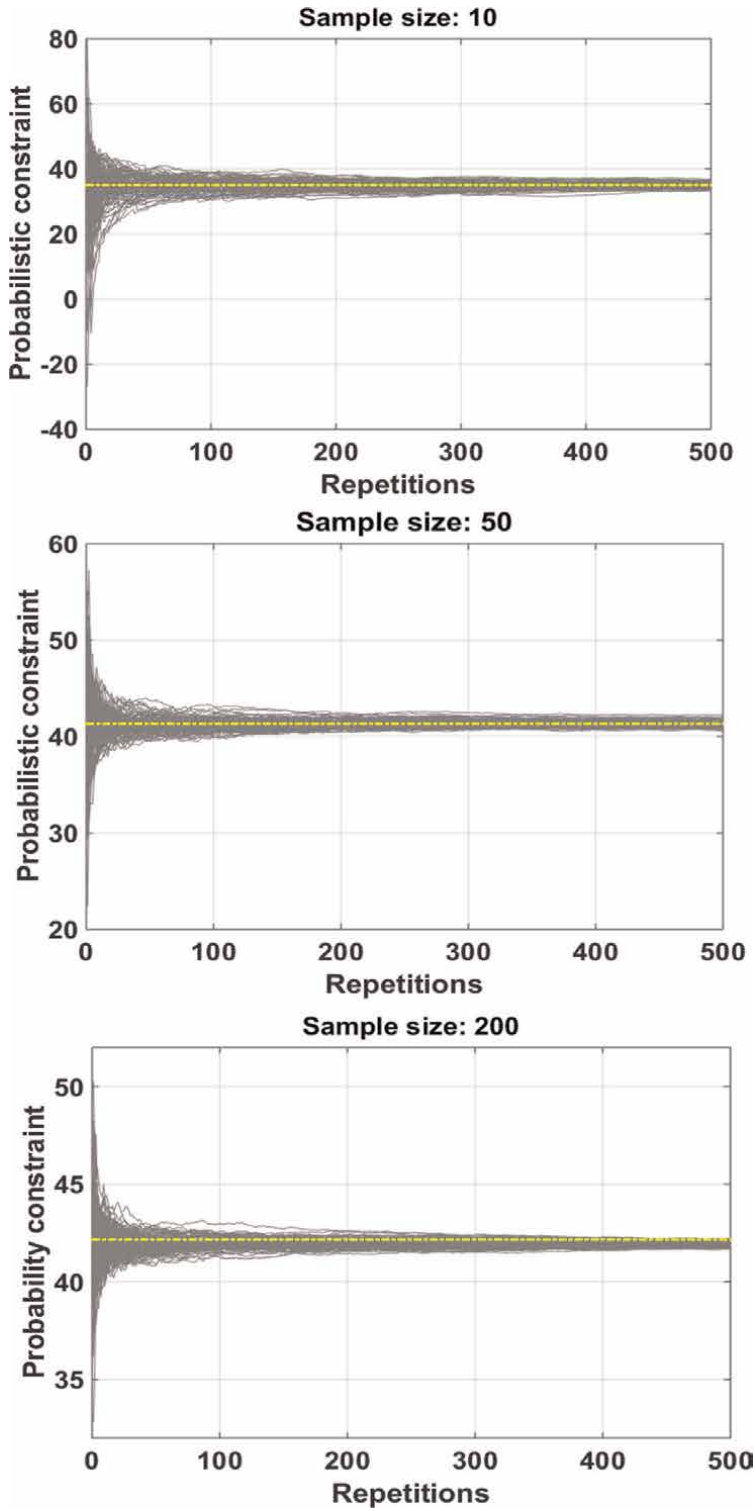 Sample size: 10
Probabilistic constraint
80
60
40
20
0
-20
-40
0 100 200 300 400 500
Repetitions
Sample size: 50
Probabilistic constraint
60
50
40
30
20
0 100 200 300 400 500
Repetitions
Sample size: 200
Probability constraint
50
45
40
35
0 100 200 300 400 500
Repetitions